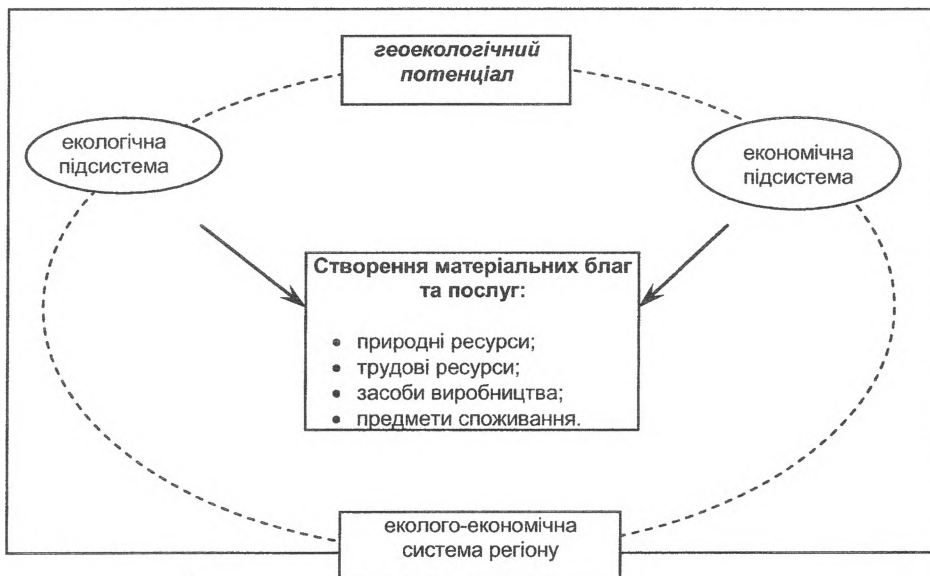 геоекологічний
потенціал
екологічна
підсистема
економічна
підсистема
Створення матеріальних благ
та послуг:
• природні ресурси;
• трудові ресурси;
• засоби виробництва;
• предмети споживання.
еколого-економічна
система регіону